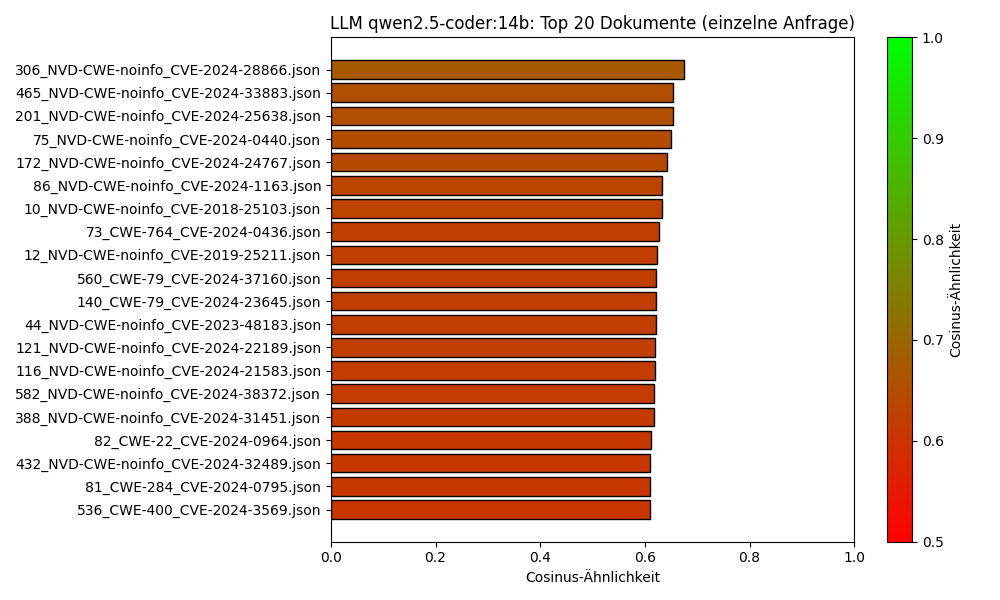 LLM qwen2.5-coder:14b: Top 20 Dokumente (einzelne Anfrage)
306_NVD-CWE-noinfo_CVE-2024-28866.json
465_NVD-CWE-noinfo_CVE-2024-33883.json
201_NVD-CWE-noinfo_CVE-2024-25638.json
75_NVD-CWE-noinfo_CVE-2024-0440.json
172_NVD-CWE-noinfo_CVE-2024-24767.json
86_NVD-CWE-noinfo_CVE-2024-1163.json
10_NVD-CWE-noinfo_CVE-2018-25103.json
73_CWE-764_CVE-2024-0436.json
12_NVD-CWE-noinfo_CVE-2019-25211.json
560_CWE-79_CVE-2024-37160.json
140_CWE-79_CVE-2024-23645.json
44_NVD-CWE-noinfo_CVE-2023-48183.json
121_NVD-CWE-noinfo_CVE-2024-22189.json
116_NVD-CWE-noinfo_CVE-2024-21583.json
582_NVD-CWE-noinfo_CVE-2024-38372.json
388_NVD-CWE-noinfo_CVE-2024-31451.json
82_CWE-22_CVE-2024-0964.json
432_NVD-CWE-noinfo_CVE-2024-32489.json
81_CWE-284_CVE-2024-0795.json
536_CWE-400_CVE-2024-3569.json
0.0 0.2 0.4 0.6 0.8 1.0
Cosinus-Ähnlichkeit
1.0
0.9
0.8
0.7
0.6
0.5
Cosinus-Ähnlichkeit